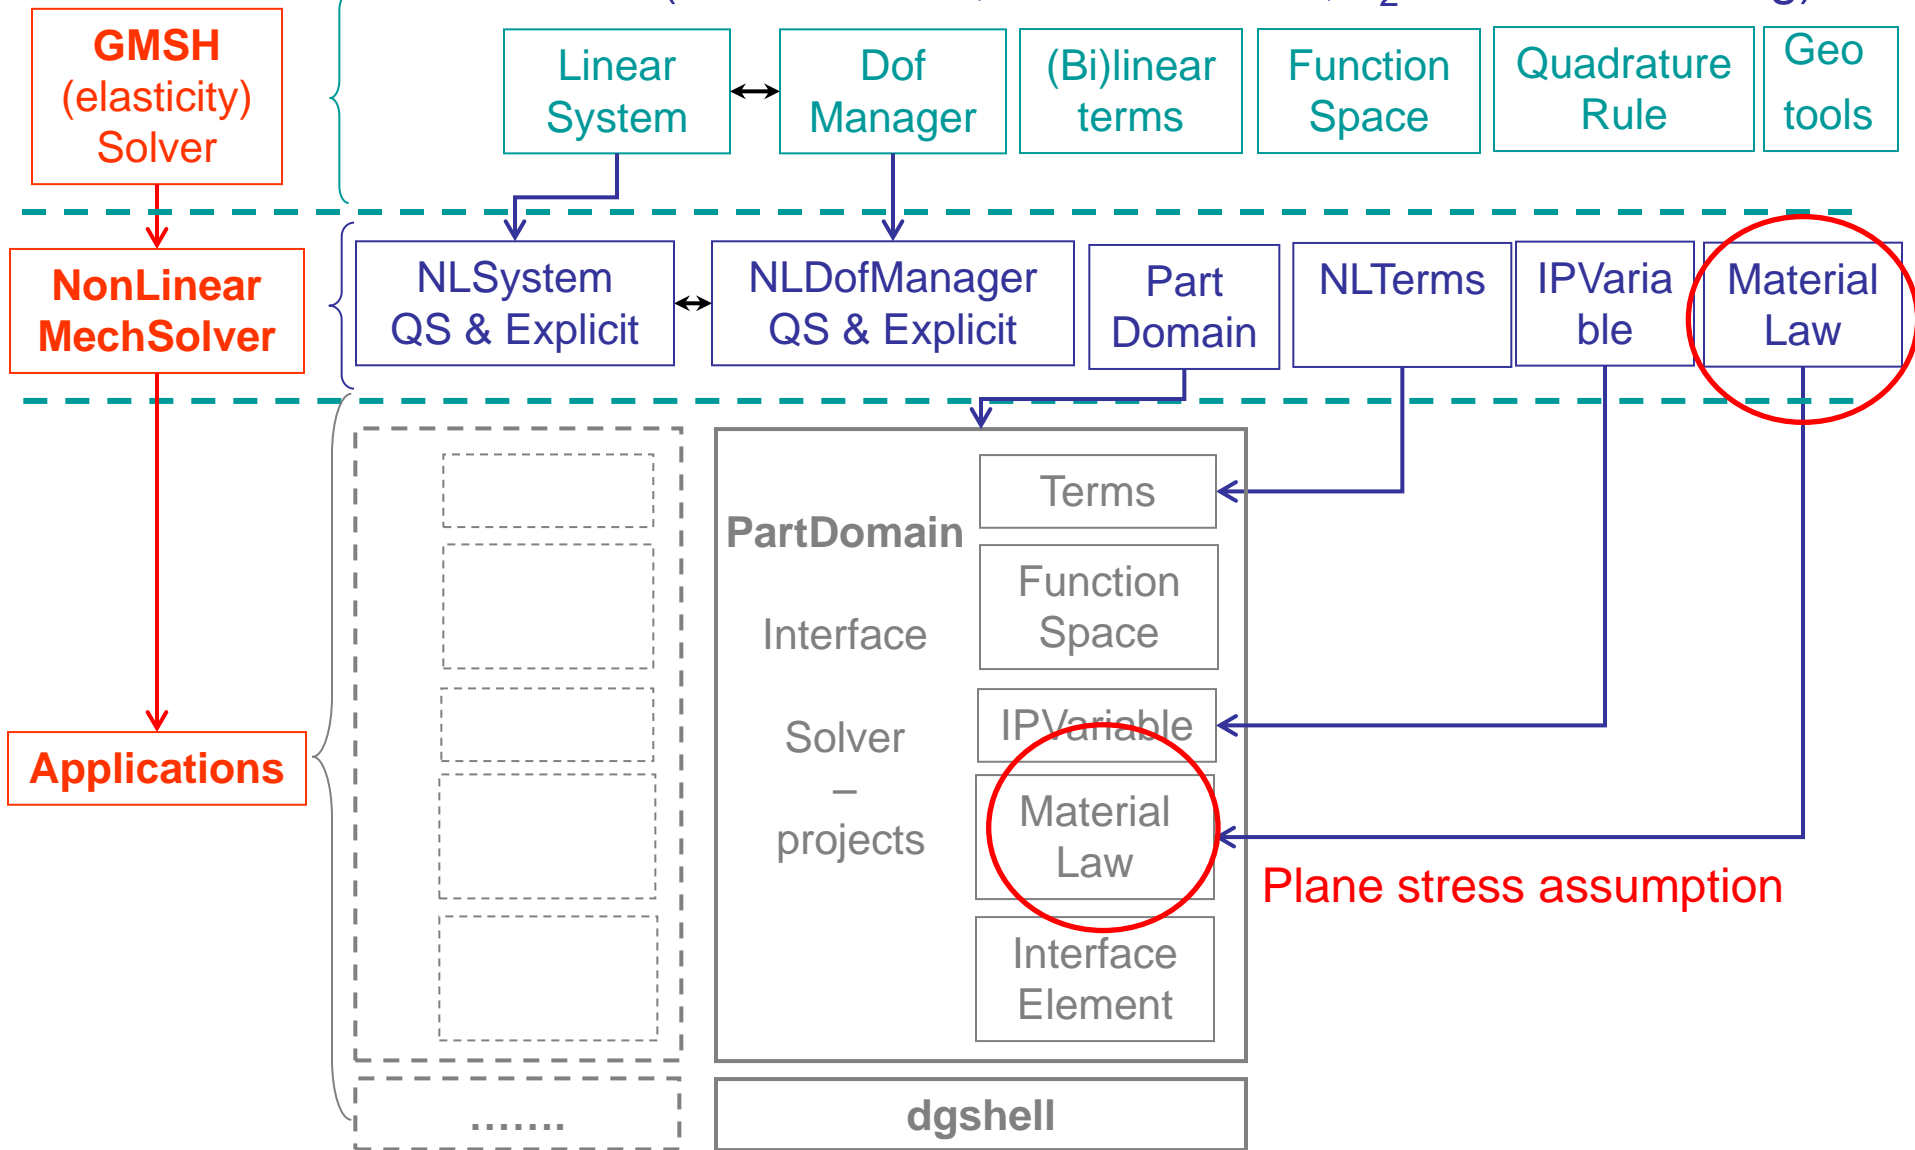 GMSH
(elasticity)
Solver
Linear
System
Dof
Manager
(Bi)linear
terms
Function
Space
Quadrature
Rule
Geo
tools
NonLinear
MechSolver
NLSystem
QS & Explicit
NLDofManager
QS & Explicit
Part
Domain
NLTerms
IPVaria
ble
Material
Law
Applications
PartDomain
Interface
Solver
–
projects
Terms
Function
Space
IPVariable
Material
Law
Interface
Element
Plane stress assumption
.......
dgshell